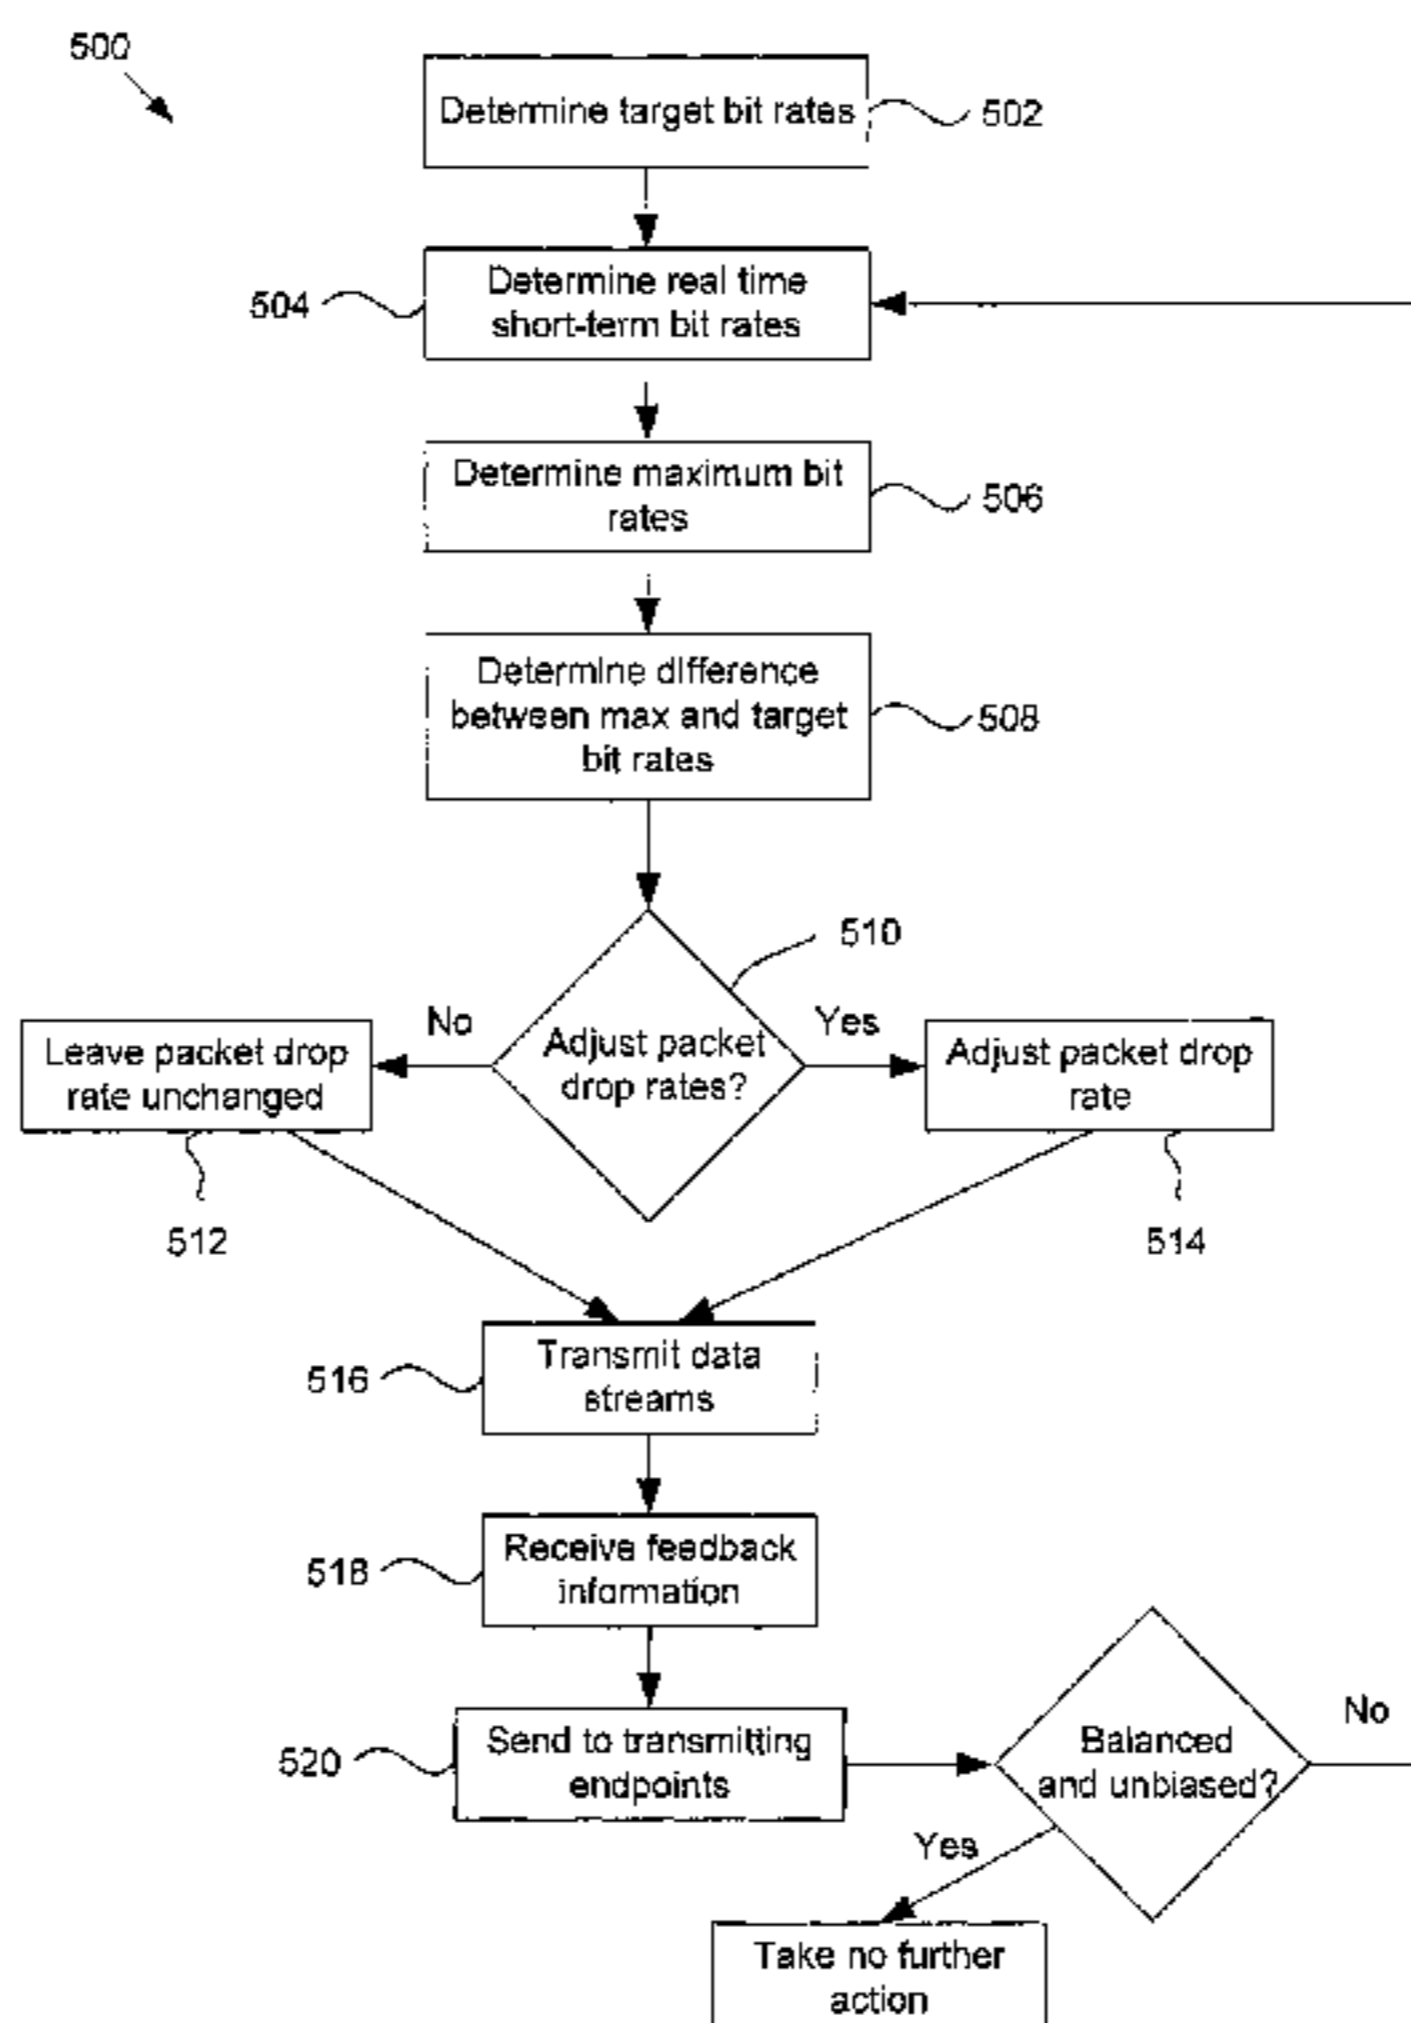 500
Determine target bit rates
502
Determine real time
short-term bit rates
504
Determine maximum bit
rates
506
Determine difference
between max and target
bit rates
508
510
Adjust packet
drop rates?
No
Yes
Leave packet drop
rate unchanged
512
Adjust packet drop
rate
514
Transmit data
streams
516
Receive feedback
information
518
Send to transmitting
endpoints
520
Balanced
and unbiased?
No
Yes
Take no further
action